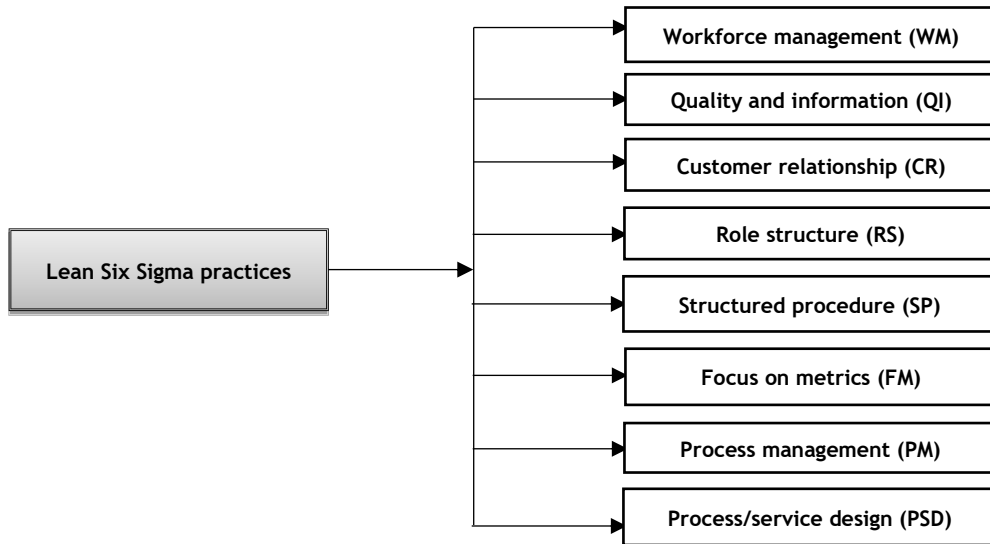 Workforce management (WM)
Quality and information (QI)
Customer relationship (CR)
Role structure (RS)
Lean Six Sigma practices
Structured procedure (SP)
Focus on metrics (FM)
Process management (PM)
Process/service design (PSD)